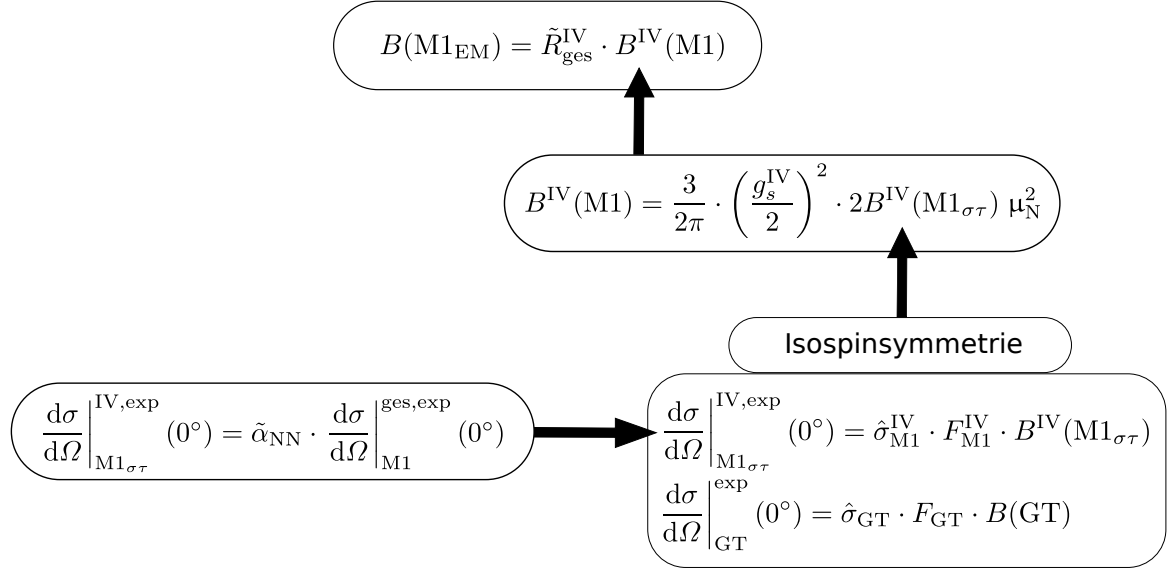 B(M1_EM) = R̃^IV_ges · B^IV(M1)
B^IV(M1) = 3/2π · (g_s^IV/2)^2 · 2B^IV(M1_στ) µ_N^2
Isospinsymmetrie
dσ/dΩ|^IV,exp_M1_στ (0°) = α̃_NN · dσ/dΩ|^ges,exp_M1 (0°)
dσ/dΩ|^IV,exp_M1_στ (0°) = σ̂^IV_M1 · F^IV_M1 · B^IV(M1_στ)
dσ/dΩ|^exp_GT (0°) = σ̂_GT · F_GT · B(GT)